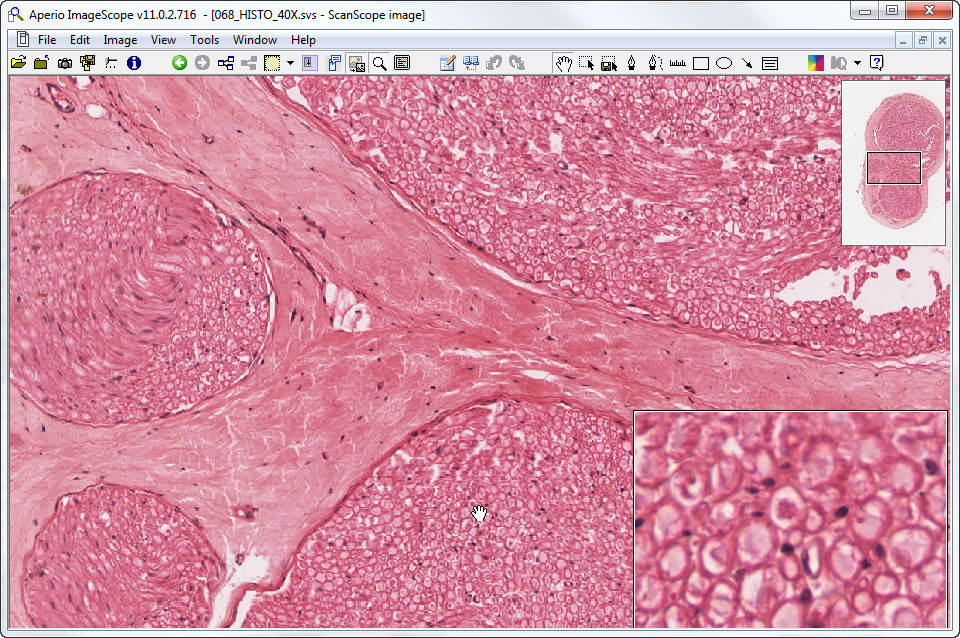 Aperio ImageScope v11.0.2.716 - [068_HISTO_40X.svs - ScanScope image]
File Edit Image View Tools Window Help